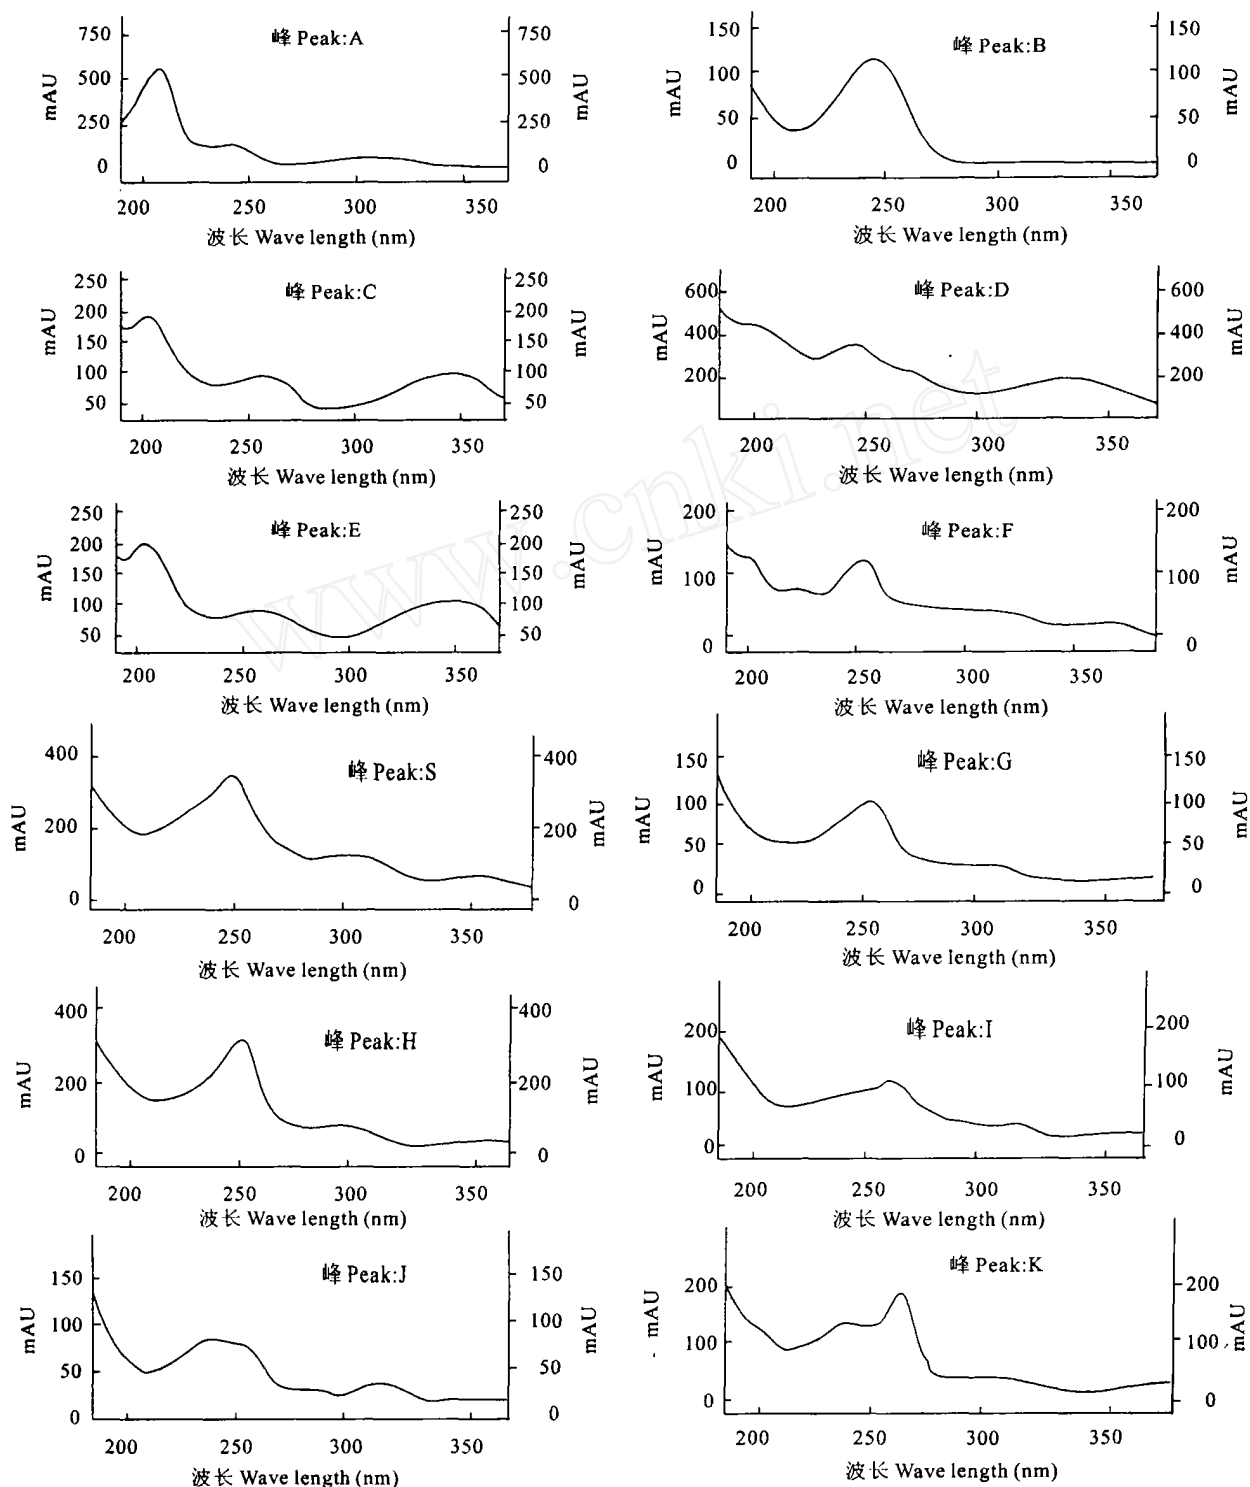 峰 Peak:A
750 500 250 0
mAU
750 500 250 0
mAU
200 250 300 350
波长 Wave length (nm)
峰 Peak:B
150 100 50 0
mAU
150 100 50 0
mAU
200 250 300 350
波长 Wave length (nm)
峰 Peak:C
250 200 150 100 50
mAU
250 200 150 100 50
mAU
200 250 300 350
波长 Wave length (nm)
峰 Peak:D
600 400 200
mAU
600 400 200
mAU
200 250 300 350
波长 Wave length (nm)
峰 Peak:E
250 200 150 100 50
mAU
250 200 150 100 50
mAU
200 250 300 350
波长 Wave length (nm)
峰 Peak:F
200 100 0
mAU
200 100 0
mAU
200 250 300 350
波长 Wave length (nm)
峰 Peak:S
400 200 0
mAU
400 200 0
mAU
200 250 300 350
波长 Wave length (nm)
峰 Peak:G
150 100 50 0
mAU
150 100 50 0
mAU
200 250 300 350
波长 Wave length (nm)
峰 Peak:H
400 200 0
mAU
400 200 0
mAU
200 250 300 350
波长 Wave length (nm)
峰 Peak:I
200 100 0
mAU
200 100 0
mAU
200 250 300 350
波长 Wave length (nm)
峰 Peak:J
150 100 50 0
mAU
150 100 50 0
mAU
200 250 300 350
波长 Wave length (nm)
峰 Peak:K
200 100 0
mAU
200 100 0
mAU
200 250 300 350
波长 Wave length (nm)
www.cnki.net